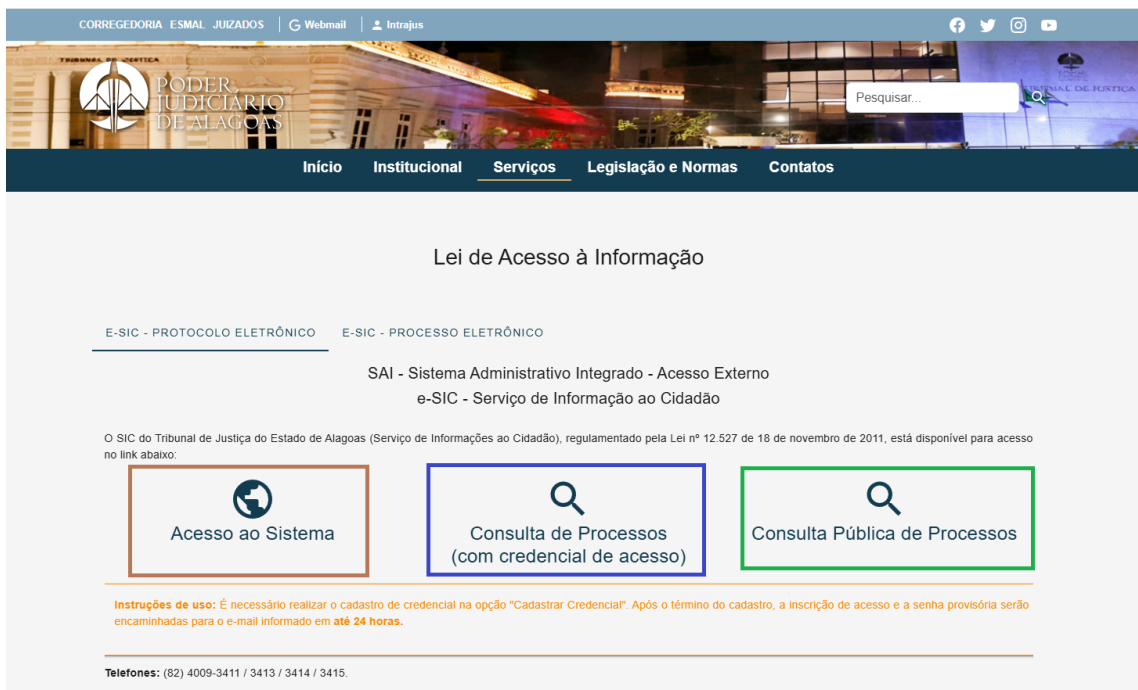 CORREGEDORIA ESMAL JUIZADOS Webmail Intrajus
TRIBUNAL DE JUSTIÇA
PODER
JUDICIÁRIO
DE ALAGOAS
Pesquisar...
TRIBUNAL DE JUSTIÇA
Início Institucional Serviços Legislação e Normas Contatos
Lei de Acesso à Informação
E-SIC - PROTOCOLO ELETRÔNICO E-SIC - PROCESSO ELETRÔNICO
SAI - Sistema Administrativo Integrado - Acesso Externo
e-SIC - Serviço de Informação ao Cidadão
O SIC do Tribunal de Justiça do Estado de Alagoas (Serviço de Informações ao Cidadão), regulamentado pela Lei nº 12.527 de 18 de novembro de 2011, está disponível para acesso
no link abaixo:
Acesso ao Sistema
Consulta de Processos
(com credencial de acesso)
Consulta Pública de Processos
Instruções de uso: É necessário realizar o cadastro de credencial na opção "Cadastrar Credencial". Após o término do cadastro, a inscrição de acesso e a senha provisória serão
encaminhadas para o e-mail informado em até 24 horas.
Telefones: (82) 4009-3411 / 3413 / 3414 / 3415.